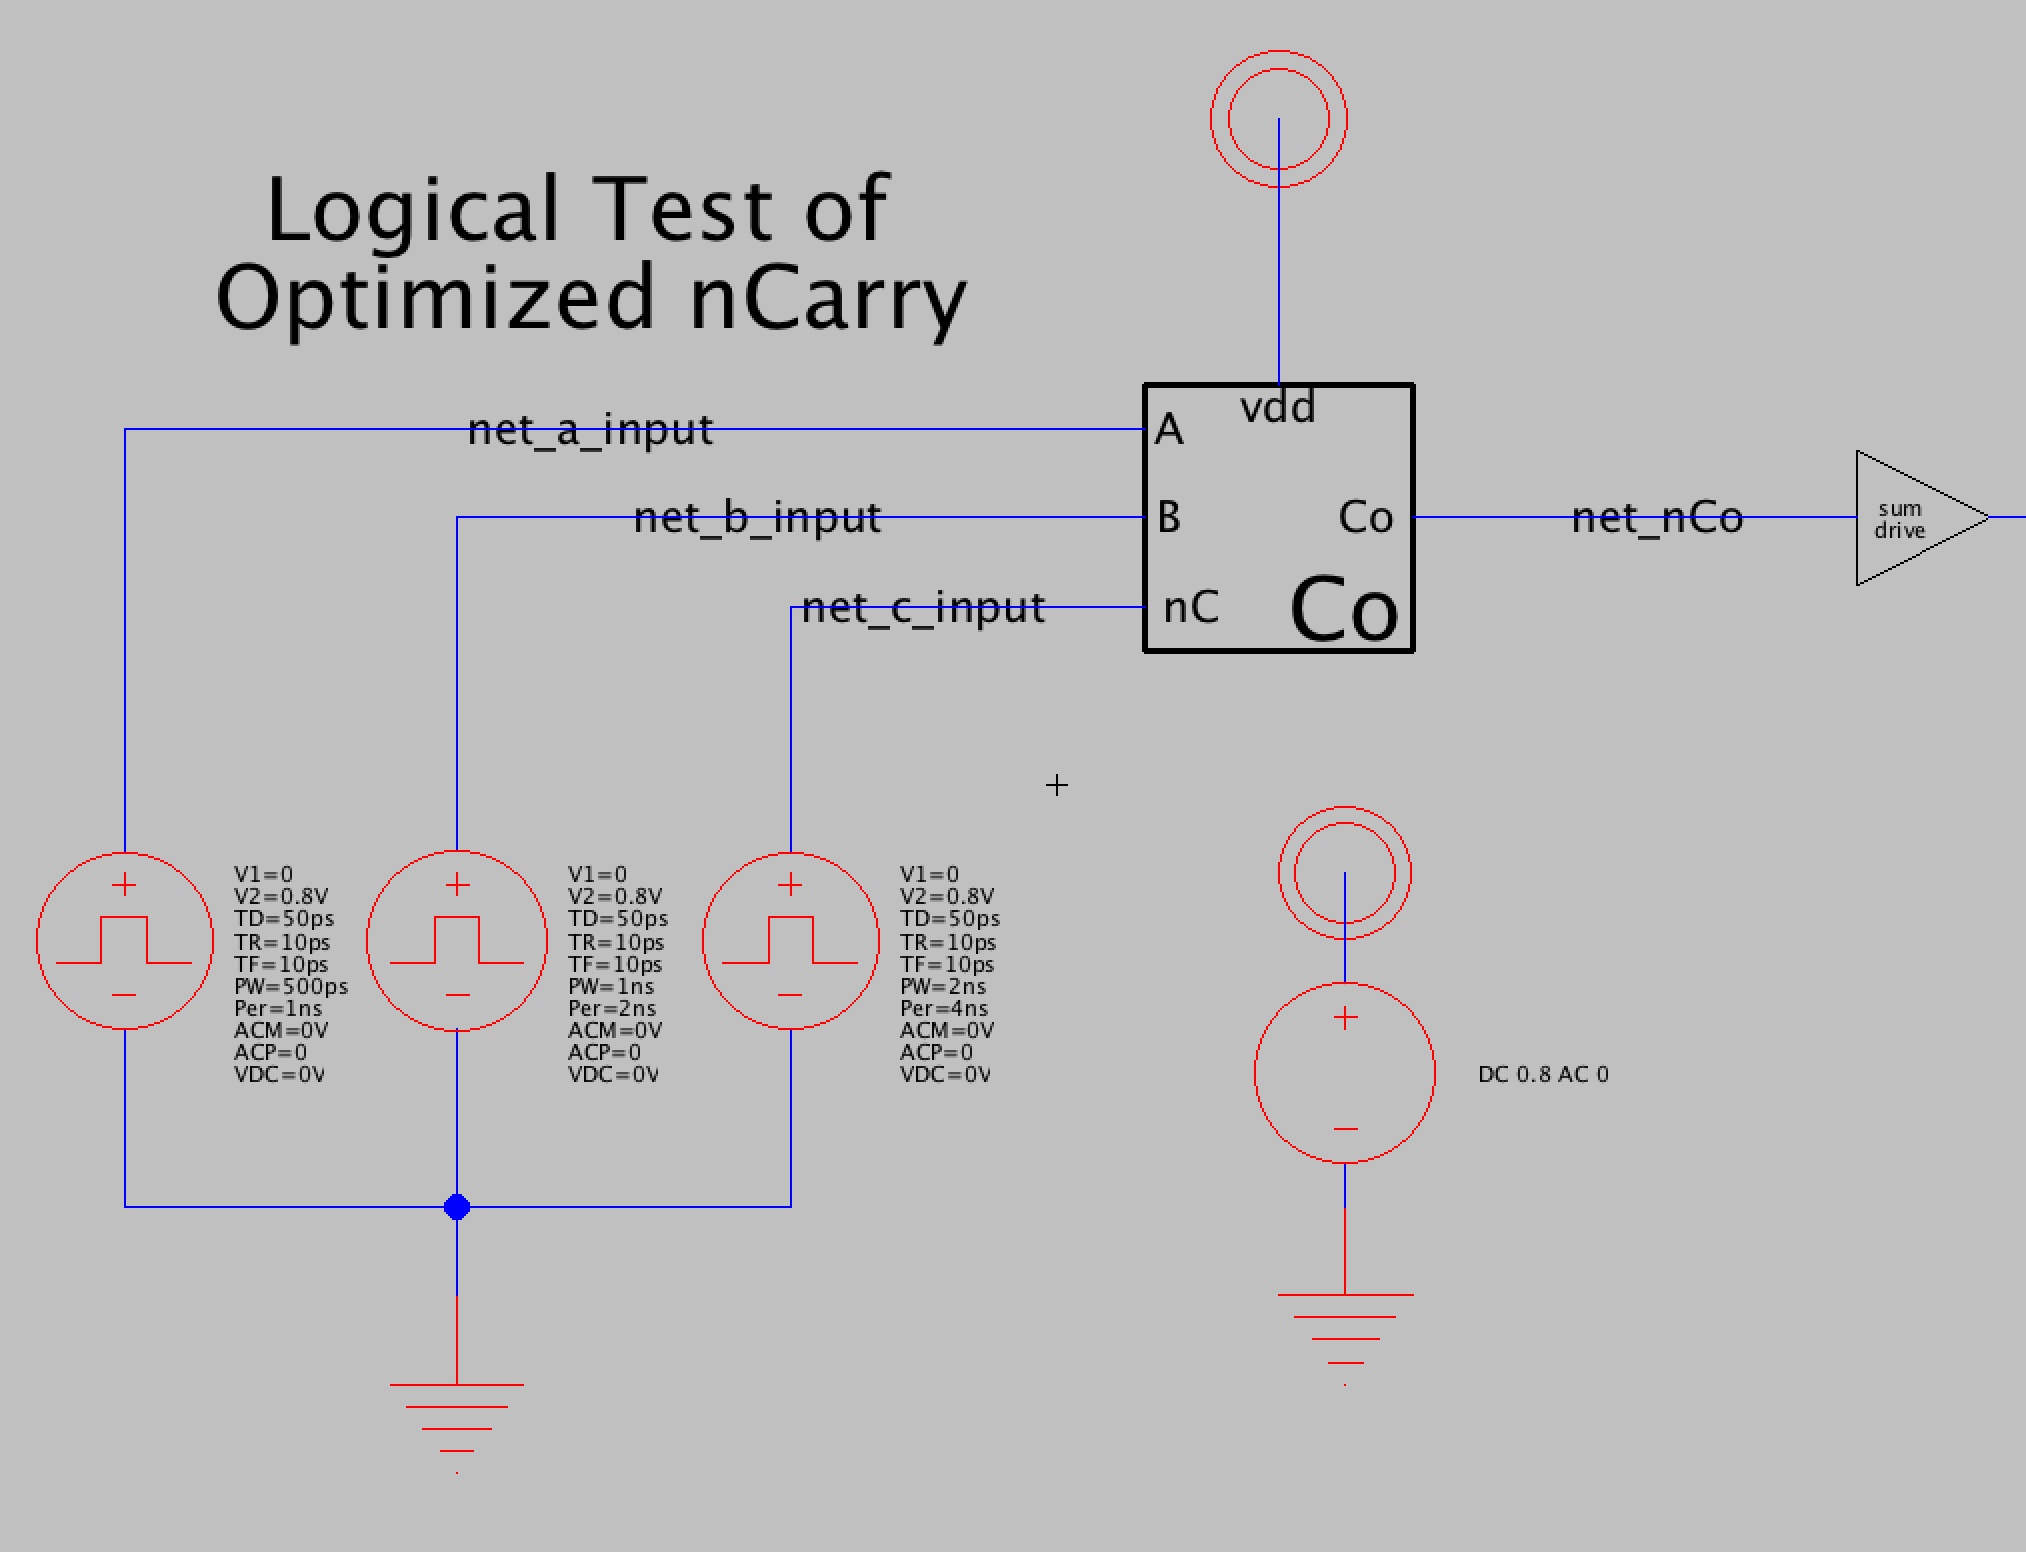 Logical Test of
Optimized nCarry
vdd
net_a_input
A
net_b_input
B
Co
net_nCo
sum
drive
net_c_input
nC
Co
V1=0
V2=0.8V
TD=50ps
TR=10ps
TF=10ps
PW=500ps
Per=1ns
ACM=0V
ACP=0
VDC=0V
V1=0
V2=0.8V
TD=50ps
TR=10ps
TF=10ps
PW=1ns
Per=2ns
ACM=0V
ACP=0
VDC=0V
V1=0
V2=0.8V
TD=50ps
TR=10ps
TF=10ps
PW=2ns
Per=4ns
ACM=0V
ACP=0
VDC=0V
DC 0.8 AC 0